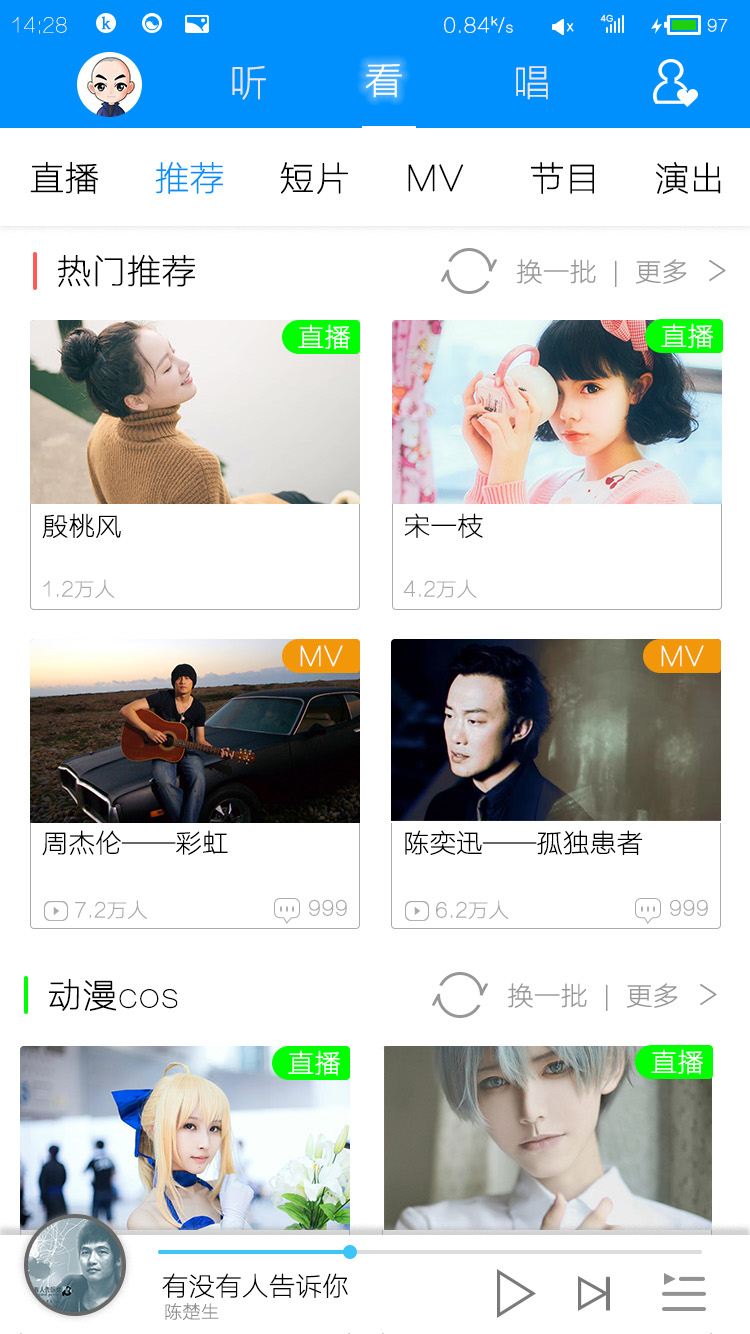 14:28 0.84k/s 4G 97
听 看 唱
直播 推荐 短片 MV 节目 演出
热门推荐 换一批 | 更多 >
直播 直播
殷桃风 宋一枝
1.2万人 4.2万人
MV MV
周杰伦——彩虹 陈奕迅——孤独患者
7.2万人 999 6.2万人 999
动漫cos 换一批 | 更多 >
直播 直播
有没有人告诉你
陈楚生